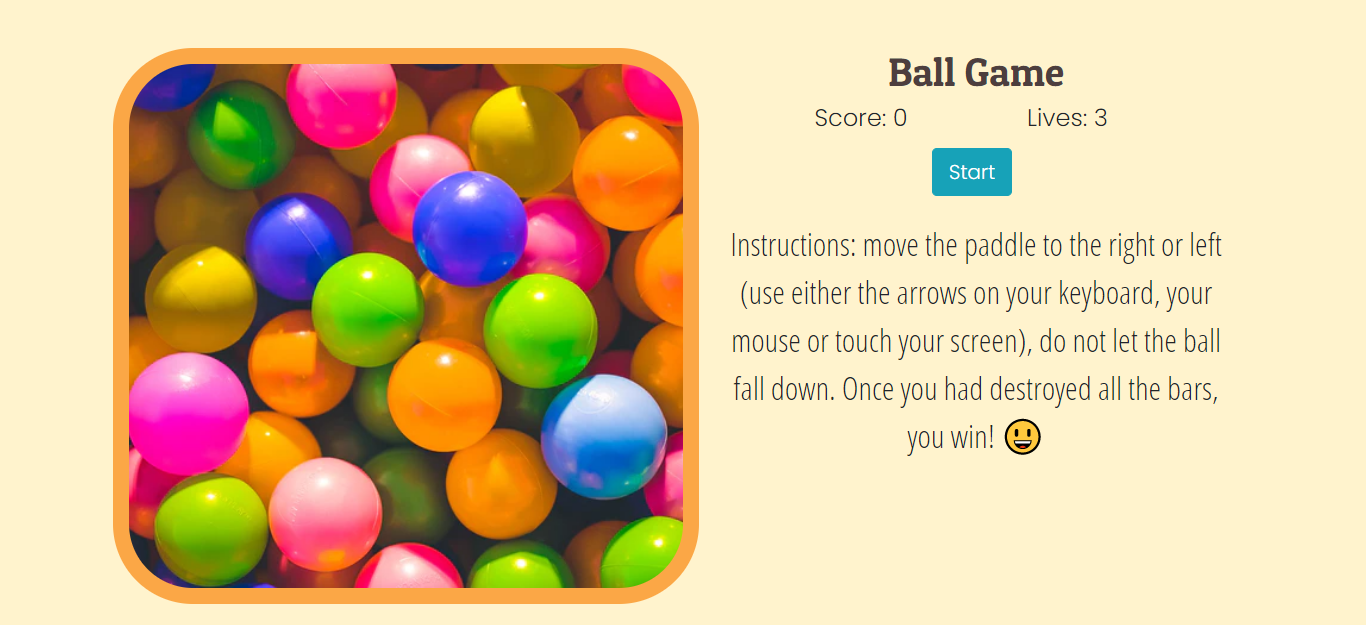 Ball Game
Score: 0
Lives: 3
Start
Instructions: move the paddle to the right or left
(use either the arrows on your keyboard, your
mouse or touch your screen), do not let the ball
fall down. Once you had destroyed all the bars,
you win! 😃